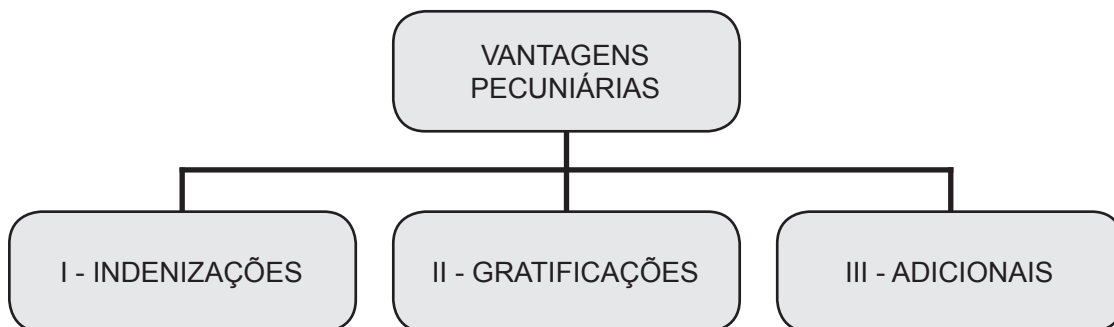 VANTAGENS
PECUNIÁRIAS
I - INDENIZAÇÕES
II - GRATIFICAÇÕES
III - ADICIONAIS